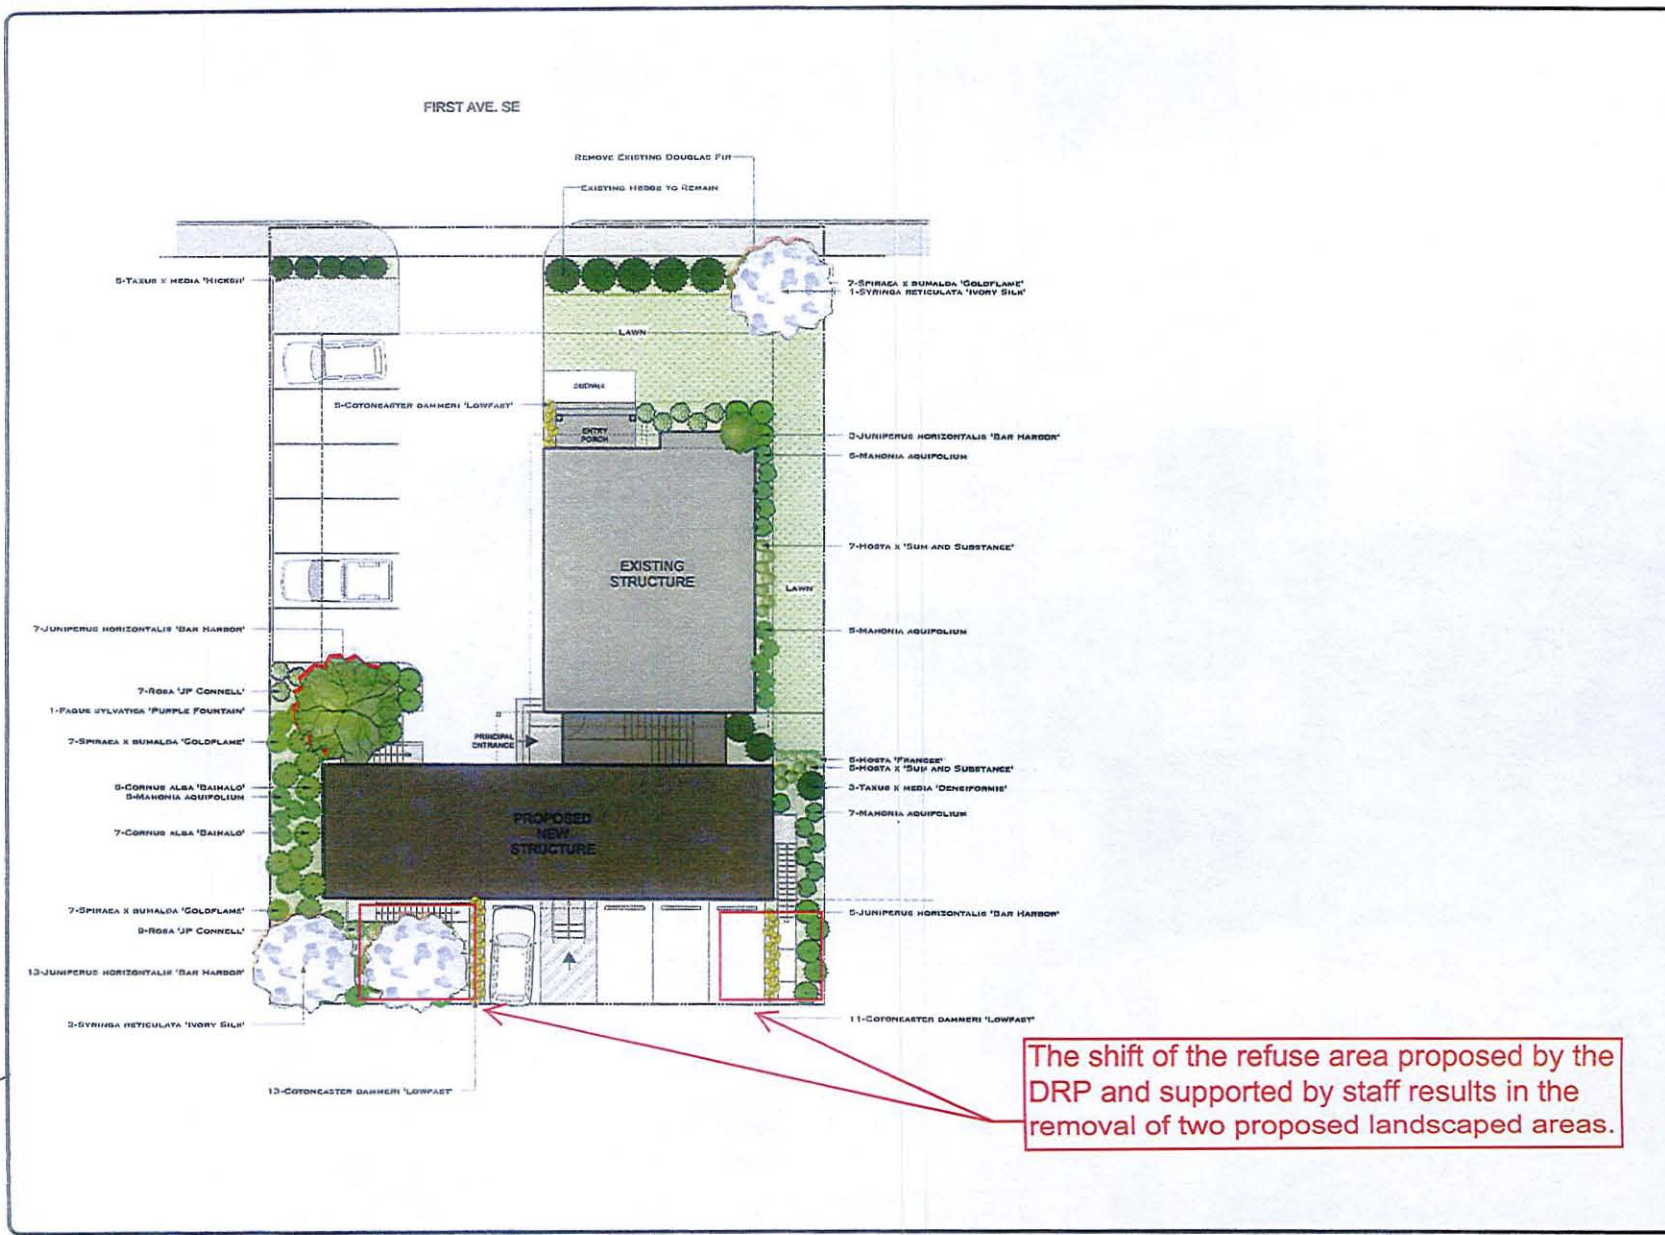 FIRST AVE. SE
REMOVE EXISTING DOUGLAS FIR
EXISTING HEDGE TO REMAIN
5-TAXUS X MEDIA 'HICKSII'
7-SPIRAEA X BUMALDA 'GOLDFLAME'
1-SYRINGA RETICULATA 'IVORY SILK'
LAWN
5-COTONEASTER DAMMERI 'LOWFAST'
ENTRY
PORCH
3-JUNIPERUS HORIZONTALIS 'BAR HARBOR'
5-MAHONIA AQUIFOLIUM
7-HOSTA X 'SUM AND SUBSTANCE'
EXISTING
STRUCTURE
LAWN
7-JUNIPERUS HORIZONTALIS 'BAR HARBOR'
5-MAHONIA AQUIFOLIUM
7-ROSA 'JP CONNELL'
1-FAGUS SYLVATICA 'PURPLE FOUNTAIN'
7-SPIRAEA X BUMALDA 'GOLDFLAME'
PRINCIPAL
ENTRANCE
5-HOSTA 'FRANCEE'
5-HOSTA X 'SUM AND SUBSTANCE'
5-CORNUS ALBA 'BAIHALO'
5-MAHONIA AQUIFOLIUM
3-TAXUS X MEDIA 'DENSIFORMIS'
7-MAHONIA AQUIFOLIUM
PROPOSED
NEW
STRUCTURE
7-CORNUS ALBA 'BAIHALO'
7-SPIRAEA X BUMALDA 'GOLDFLAME'
5-JUNIPERUS HORIZONTALIS 'BAR HARBOR'
9-ROSA 'JP CONNELL'
13-JUNIPERUS HORIZONTALIS 'BAR HARBOR'
2-SYRINGA RETICULATA 'IVORY SILK'
11-COTONEASTER DAMMERI 'LOWFAST'
13-COTONEASTER DAMMERI 'LOWFAST'
The shift of the refuse area proposed by the
DRP and supported by staff results in the
removal of two proposed landscaped areas.